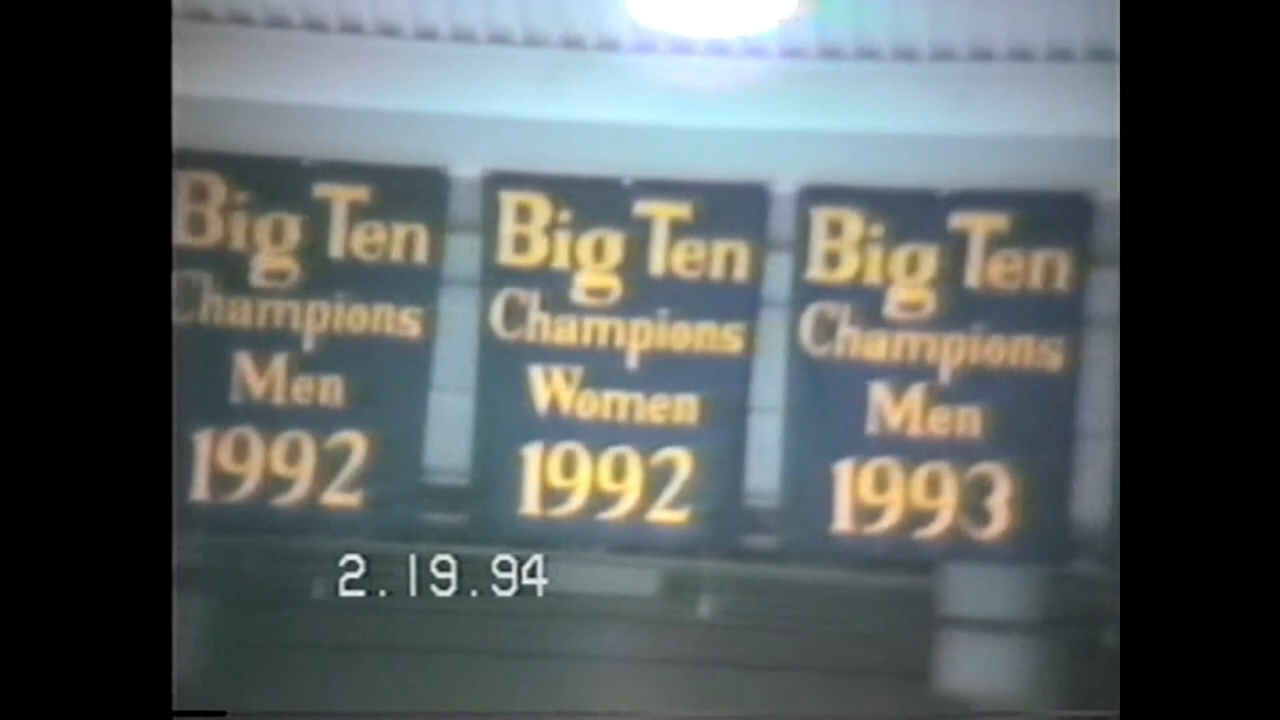 Big Ten
Champions
Men
1992
Big Ten
Champions
Women
1992
Big Ten
Champions
Men
1993
2.19.94